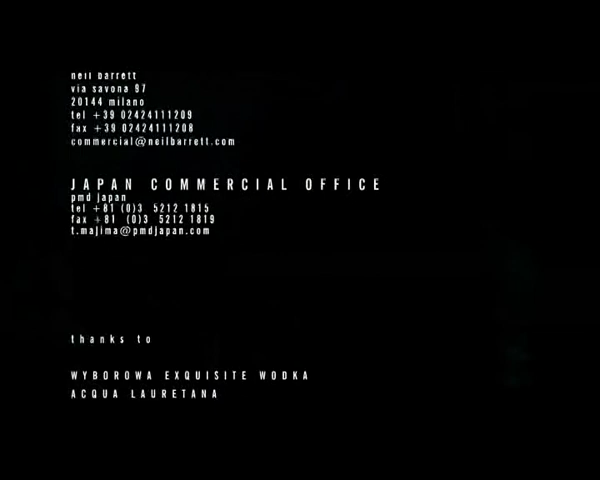 neil barrett
via savona 97
20144 milano
tel +39 02424111209
fax +39 02424111208
commercial@neilbarrett.com
JAPAN COMMERCIAL OFFICE
pmd japan
tel +81 (0)3 5212 1815
fax +81 (0)3 5212 1819
t.majima@pmdjapan.com
thanks to
WYBOROWA EXQUISITE WODKA
ACQUA LAURETANA